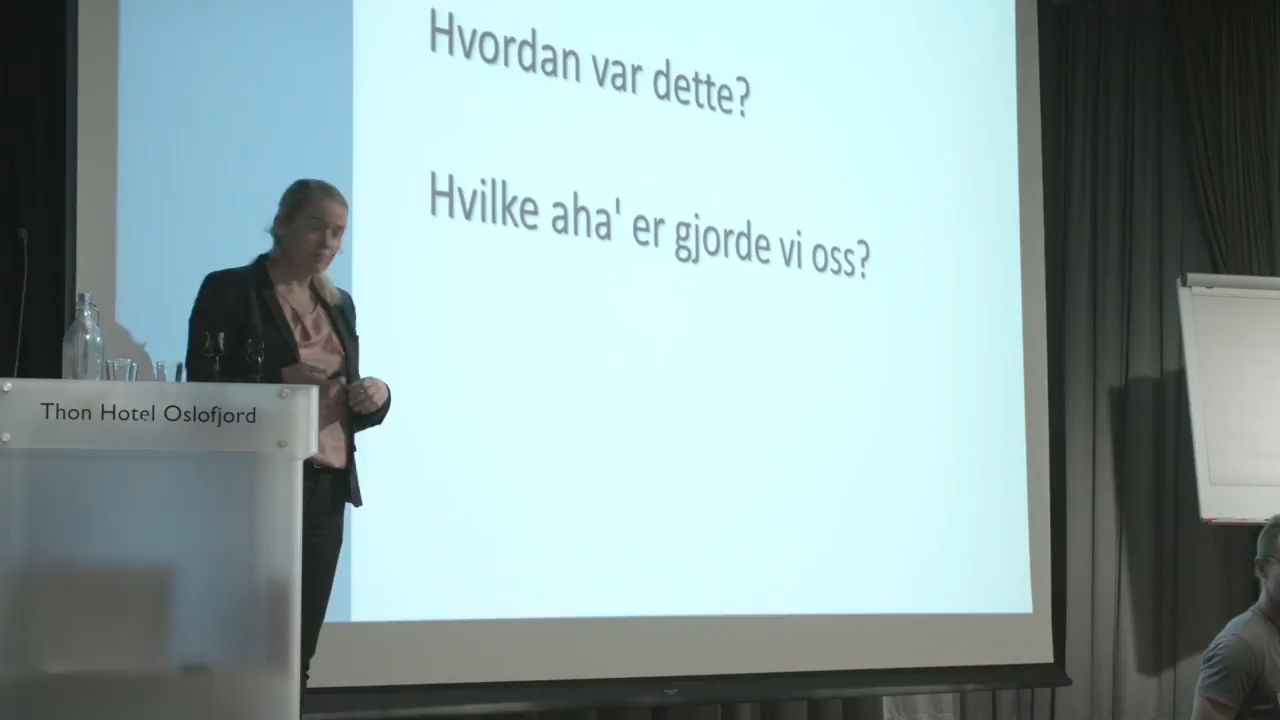 Hvordan var dette?
Hvilke aha' er gjorde vi oss?
Thon Hotel Oslofjord